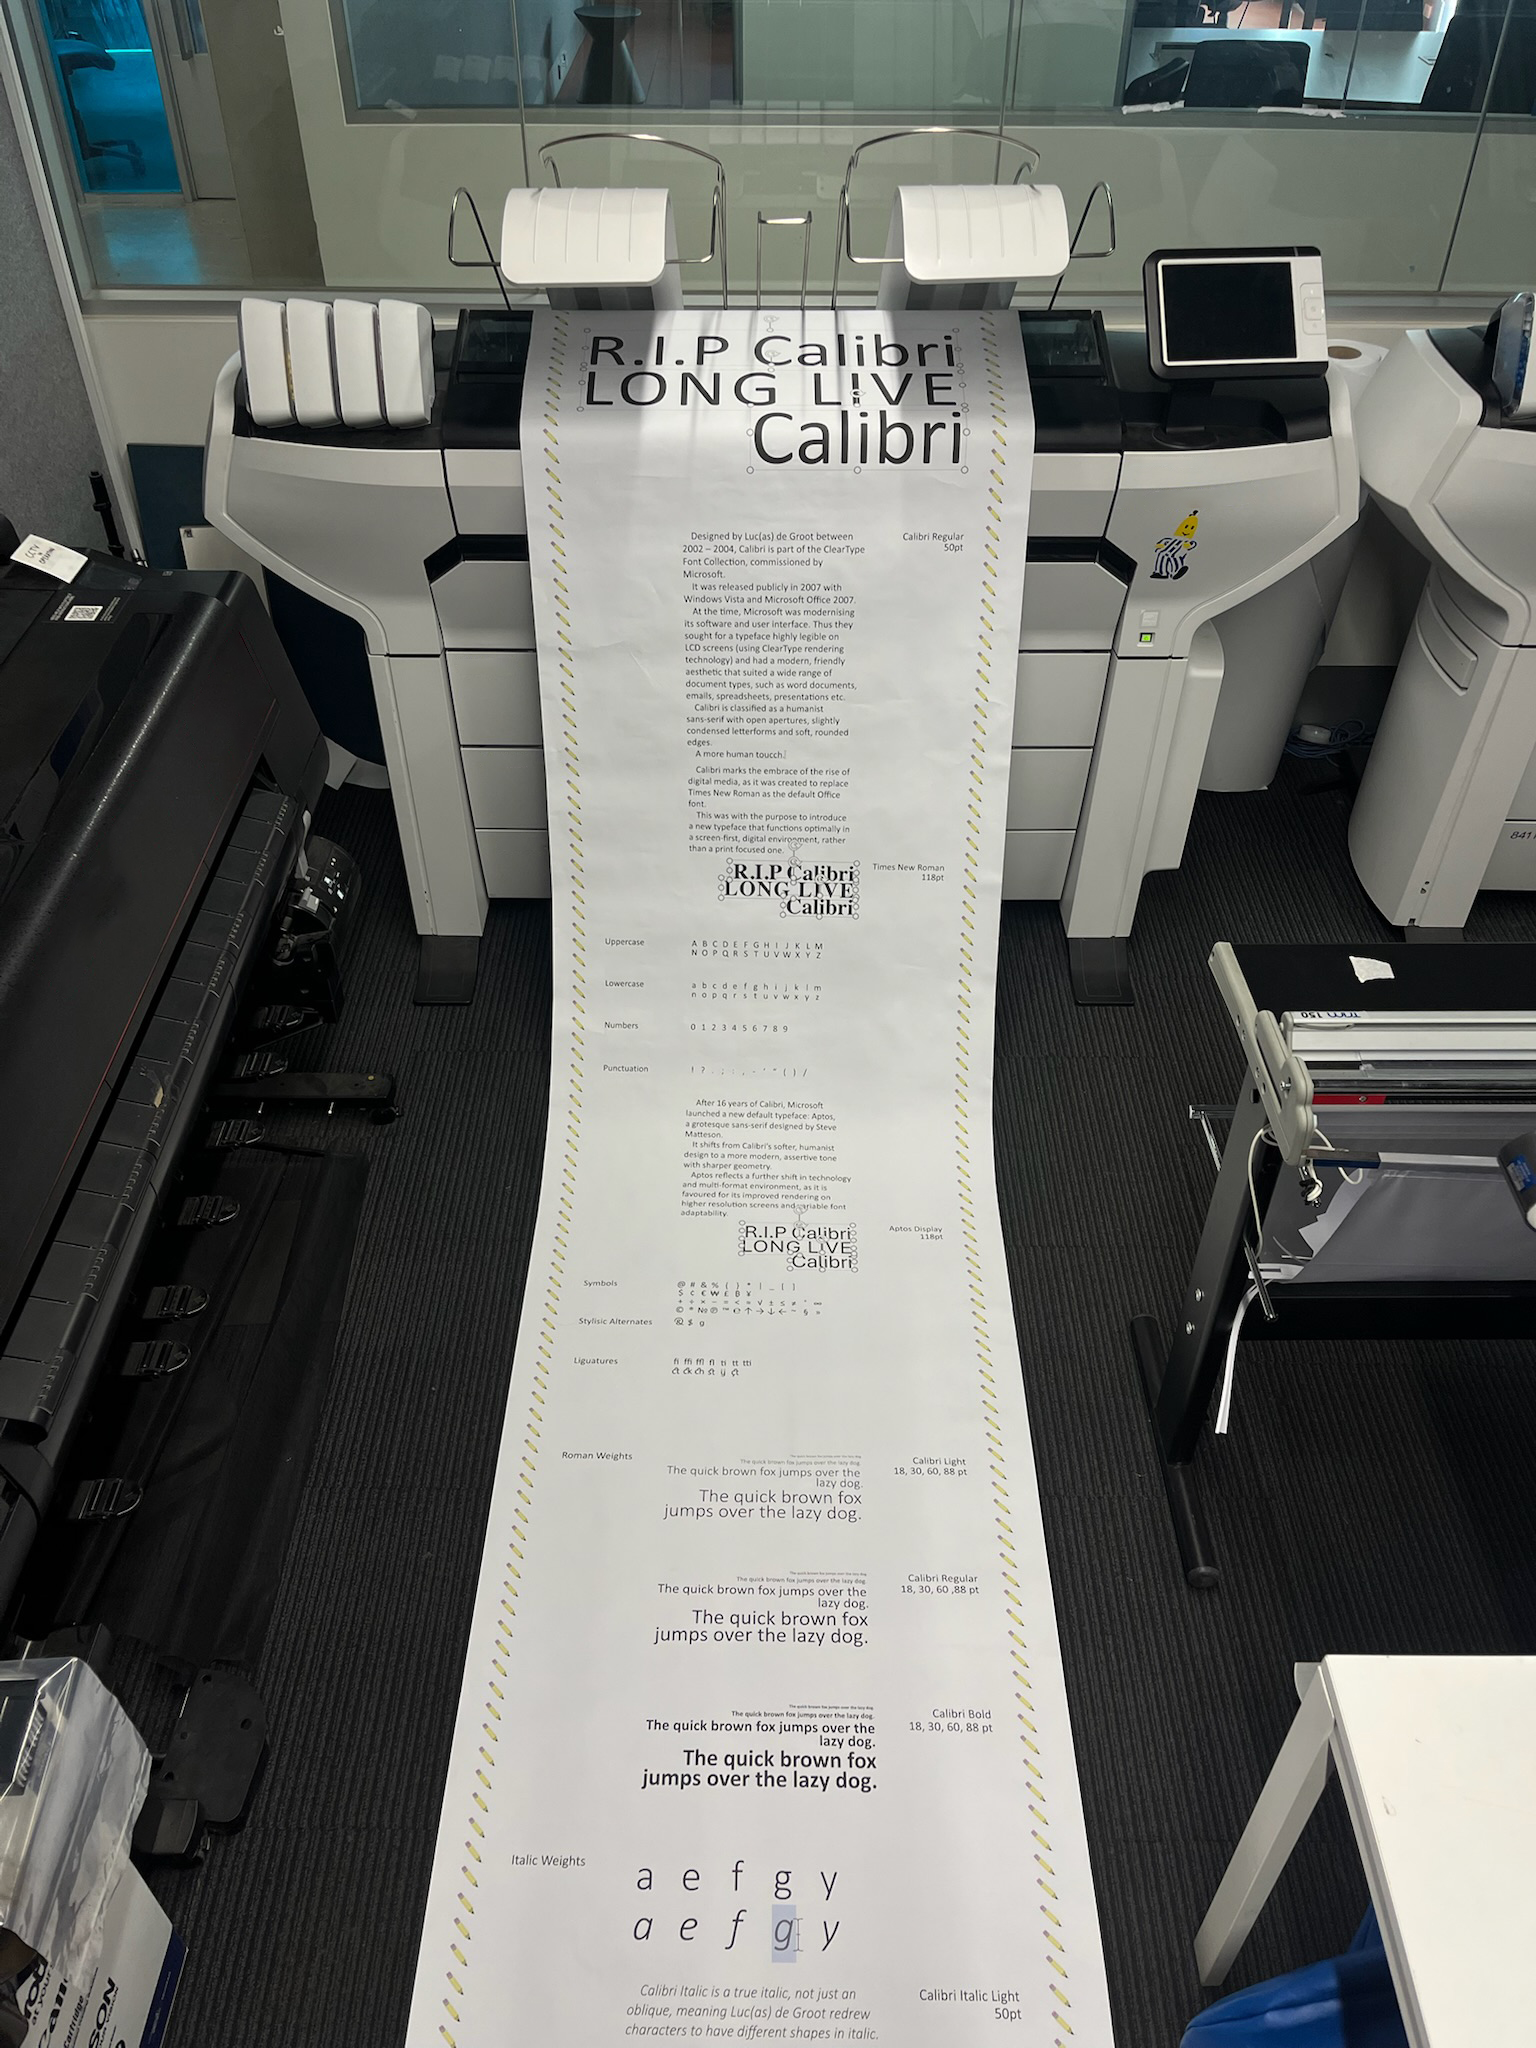 R.I.P Calibri
LONG LIVE
Calibri
Designed by Luc(as) de Groot between
2002 – 2004, Calibri is part of the ClearType
Font Collection, commissioned by
Microsoft.
It was released publicly in 2007 with
Windows Vista and Microsoft Office 2007.
At the time, Microsoft was modernising
its software and user interface. Thus they
sought for a typeface highly legible on
LCD screens (using ClearType rendering
technology) and had a modern, friendly
aesthetic that suited a wide range of
document types, such as word documents,
emails, spreadsheets, presentations etc.
Calibri is classified as a humanist
sans-serif with open apertures, slightly
condensed letterforms and soft, rounded
edges.
A more human toucch.
Calibri Regular
50pt
Calibri marks the embrace of the rise of
digital media, as it was created to replace
Times New Roman as the default Office
font.
This was with the purpose to introduce
a new typeface that functions optimally in
a screen-first, digital environment, rather
than a print focused one.
R.I.P Calibri
LONG LIVE
Calibri
Times New Roman
118pt
Uppercase
A B C D E F G H I J K L M
N O P Q R S T U V W X Y Z
Lowercase
a b c d e f g h i j k l m
n o p q r s t u v w x y z
Numbers
0 1 2 3 4 5 6 7 8 9
Punctuation
! ? . ; : , - ‘ “ ( ) /
After 16 years of Calibri, Microsoft
launched a new default typeface: Aptos,
a grotesque sans-serif designed by Steve
Matteson.
It shifts from Calibri's softer, humanist
design to a more modern, assertive tone
with sharper geometry.
Aptos reflects a further shift in technology
and multi-format environment, as it is
favoured for its improved rendering on
higher resolution screens and variable font
adaptability.
R.I.P Calibri
LONG LIVE
Calibri
Aptos Display
118pt
Symbols
@ # & % ( ) * | _ [ ]
$ ¢ € ₩ £ B ¥
Stylisic Alternates
& $ g
Liguatures
fi ffi ffl fl ti tt tti
Roman Weights
The quick brown fox jumps over the lazy dog.
The quick brown fox jumps over the lazy dog.
The quick brown fox jumps over the
lazy dog.
The quick brown fox
jumps over the lazy dog.
Calibri Light
18, 30, 60, 88 pt
The quick brown fox jumps over the lazy dog.
The quick brown fox jumps over the lazy dog.
The quick brown fox jumps over the
lazy dog.
The quick brown fox
jumps over the lazy dog.
Calibri Regular
18, 30, 60 ,88 pt
The quick brown fox jumps over the lazy dog.
The quick brown fox jumps over the lazy dog.
The quick brown fox jumps over the
lazy dog.
The quick brown fox
jumps over the lazy dog.
Calibri Bold
18, 30, 60, 88 pt
Italic Weights
a e f g y
a e f g y
Calibri Italic is a true italic, not just an
oblique, meaning Luc(as) de Groot redrew
characters to have different shapes in italic.
Calibri Italic Light
50pt
CCTV
Trim 150
841
Cartridge